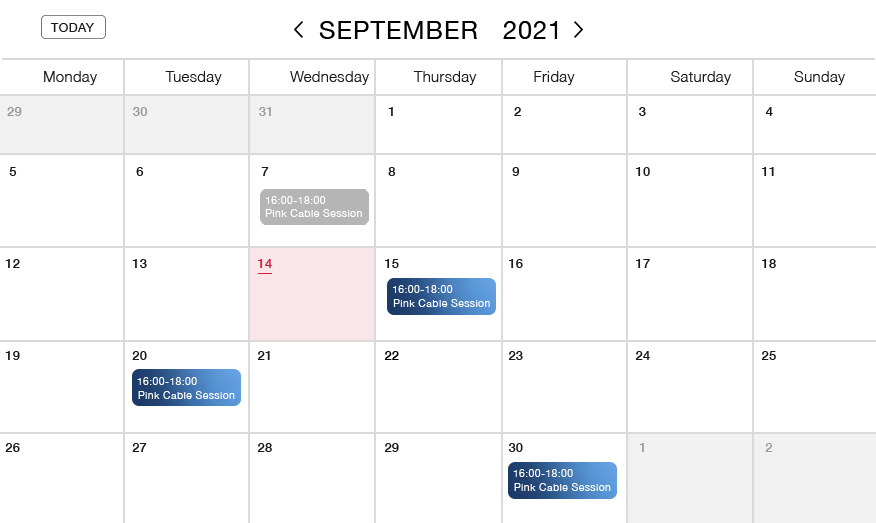 TODAY
SEPTEMBER 2021
Monday Tuesday Wednesday Thursday Friday Saturday Sunday
29 30 31 1 2 3 4
5 6 7 8 9 10 11
16:00-18:00
Pink Cable Session
12 13 14 15 16 17 18
16:00-18:00
Pink Cable Session
19 20 21 22 23 24 25
16:00-18:00
Pink Cable Session
26 27 28 29 30 1 2
16:00-18:00
Pink Cable Session